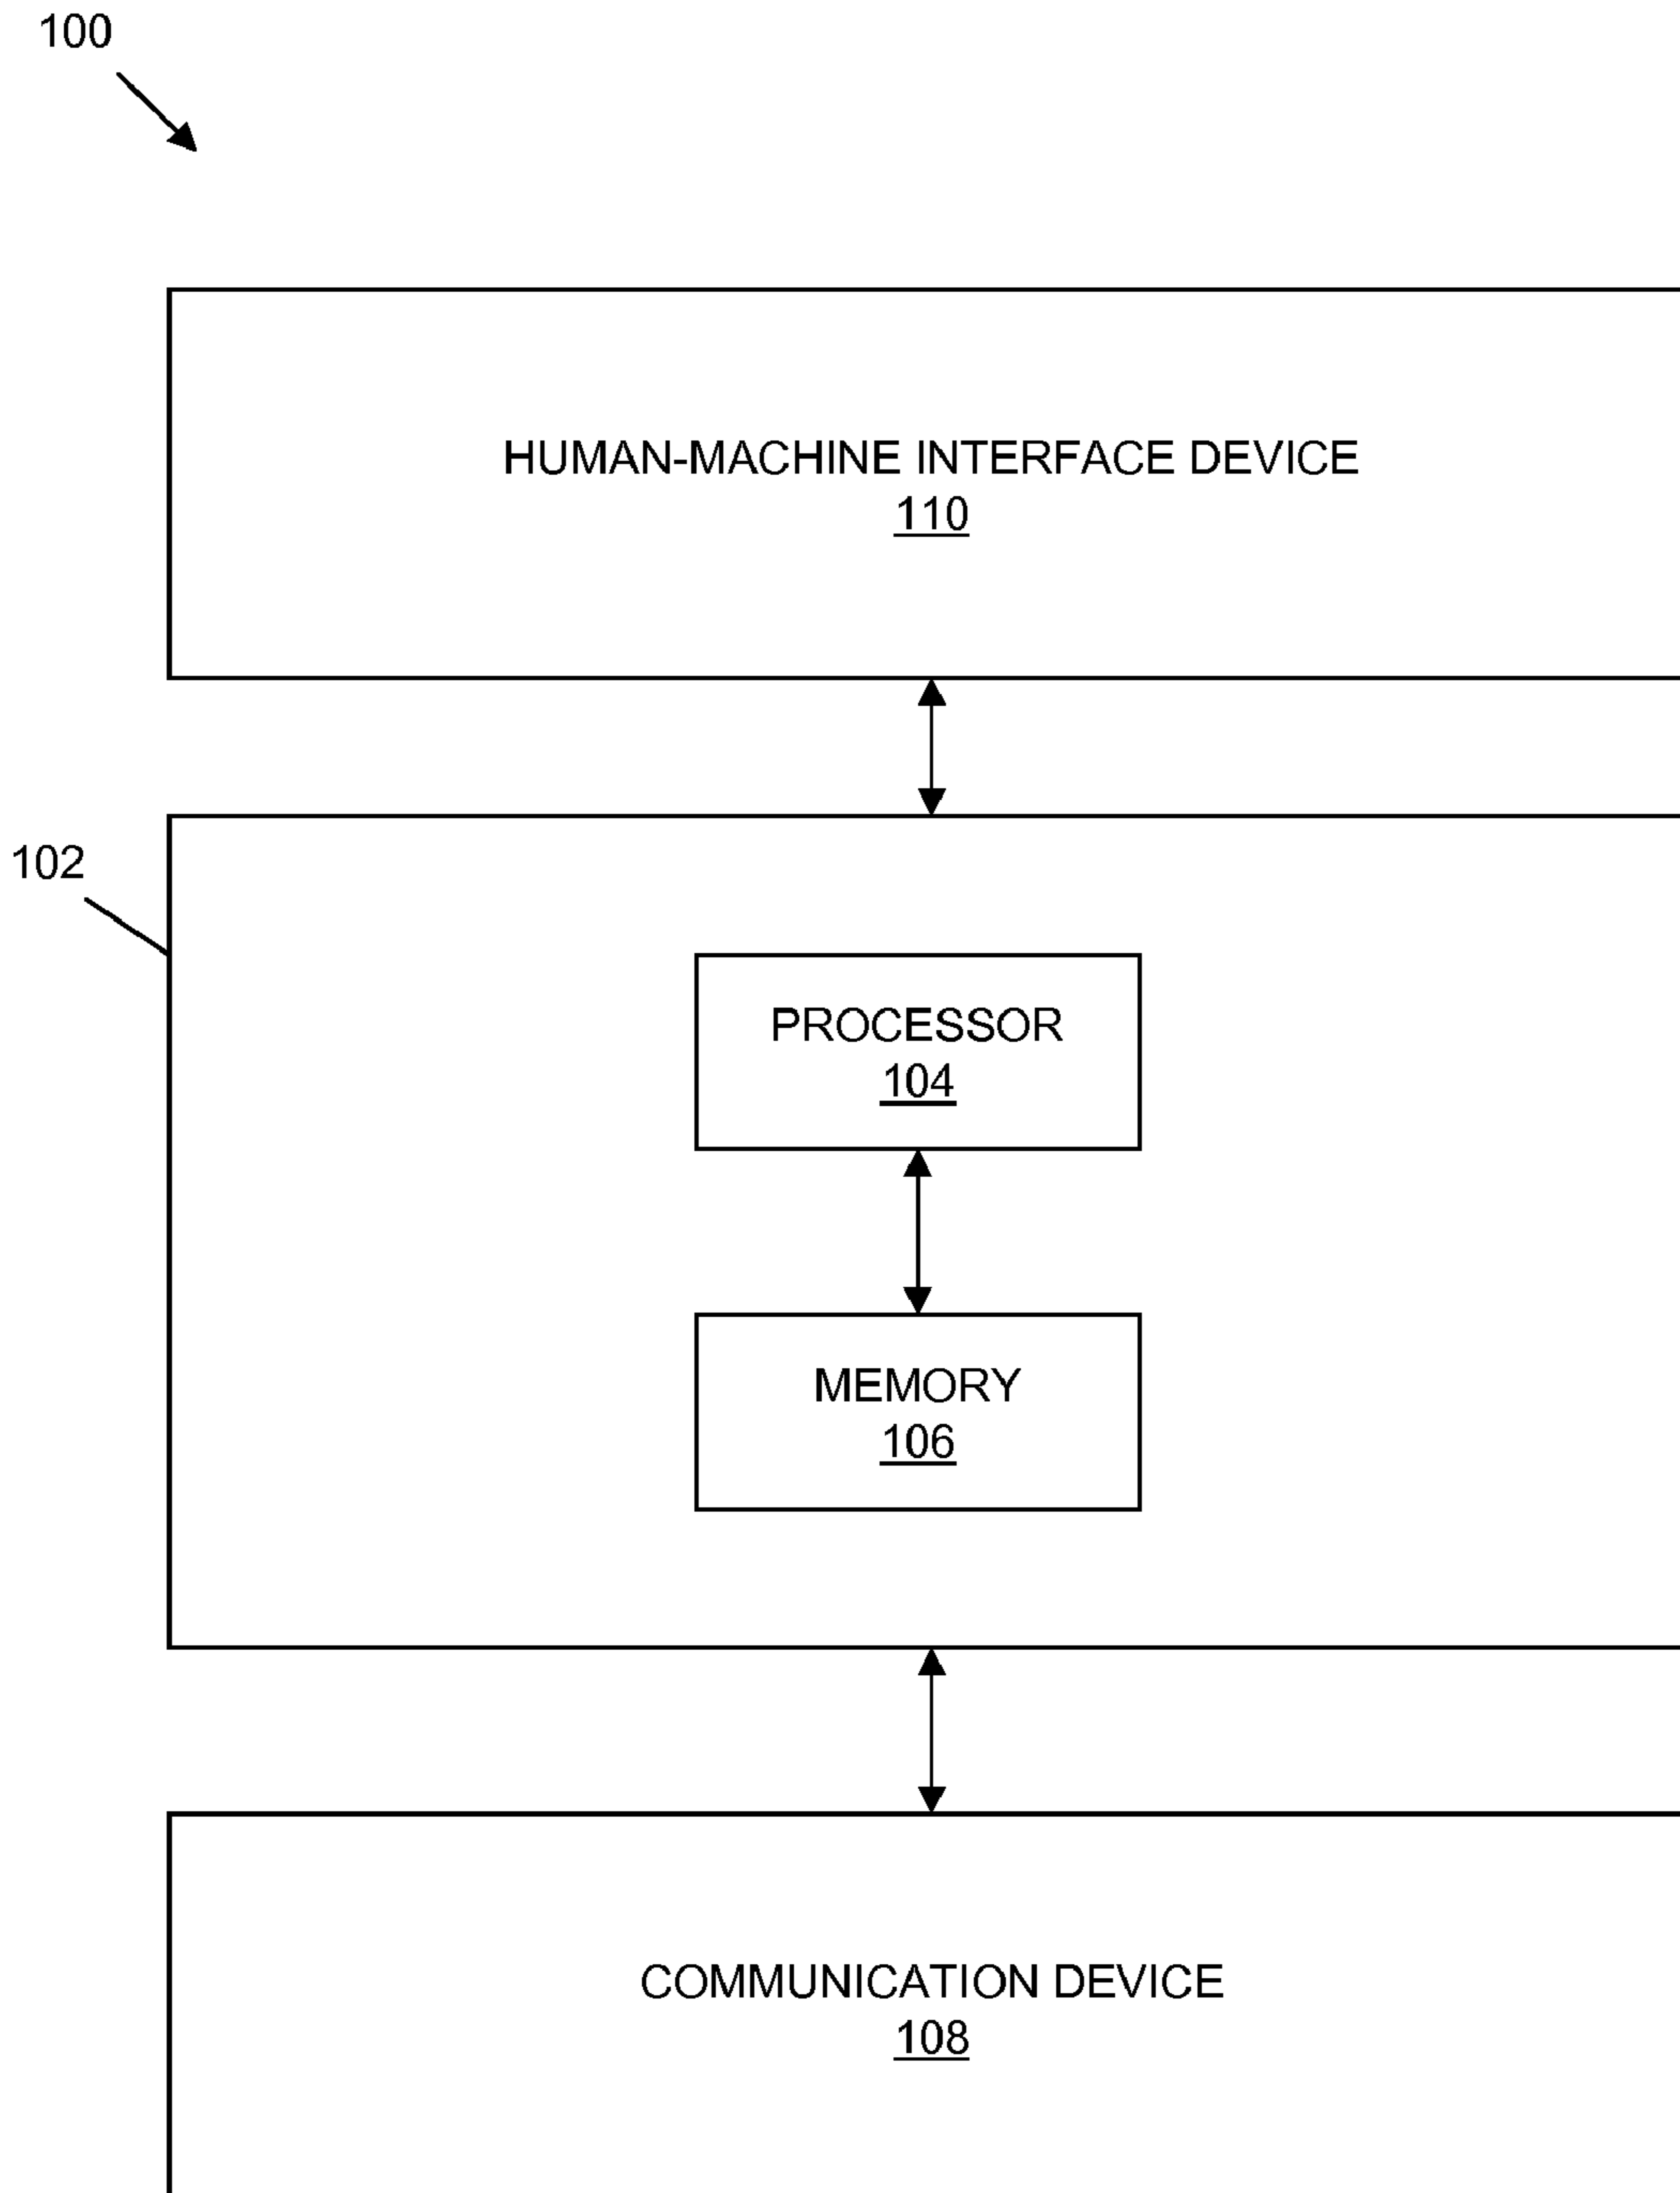 100
HUMAN-MACHINE INTERFACE DEVICE
110
102
PROCESSOR
104
MEMORY
106
COMMUNICATION DEVICE
108